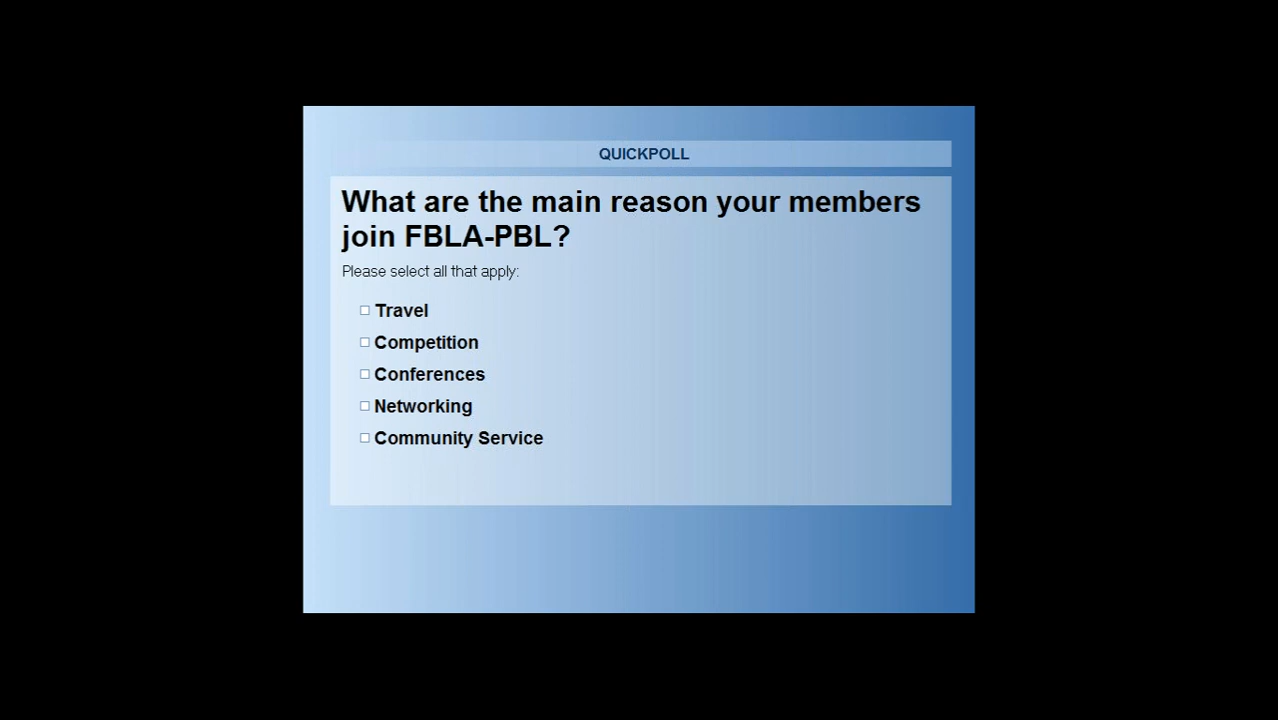 QUICKPOLL
What are the main reason your members
join FBLA-PBL?
Please select all that apply:
Travel
Competition
Conferences
Networking
Community Service